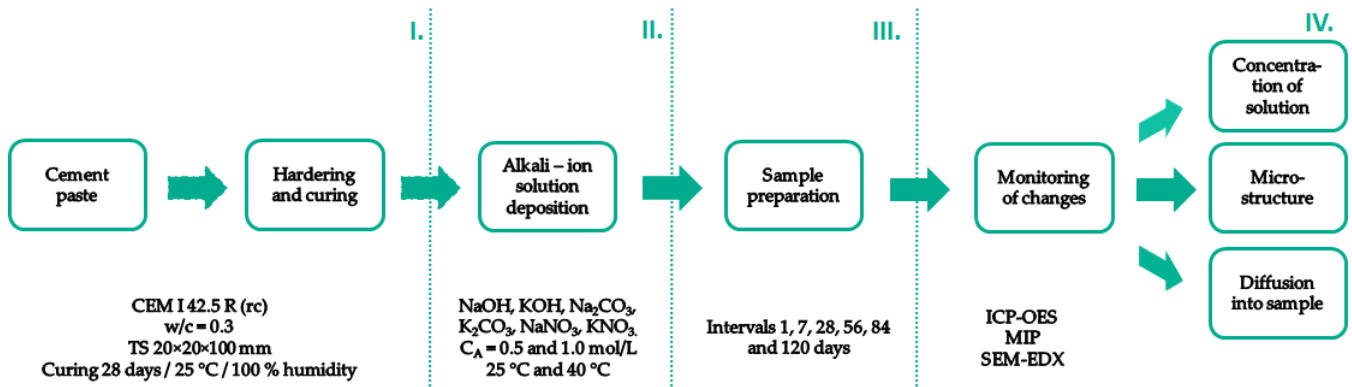 I.
II.
III.
IV.
Cement
paste
Hardering
and curing
Alkali – ion
solution
deposition
Sample
preparation
Monitoring
of changes
Concentra-
tion of
solution
Micro-
structure
Diffusion
into sample
CEM I 42.5 R (rc)
w/c = 0.3
TS 20×20×100 mm
Curing 28 days / 25 °C / 100 % humidity
NaOH, KOH, Na₂CO₃,
K₂CO₃, NaNO₃, KNO₃.
C_A = 0.5 and 1.0 mol/L
25 °C and 40 °C
Intervals 1, 7, 28, 56, 84
and 120 days
ICP-OES
MIP
SEM-EDX